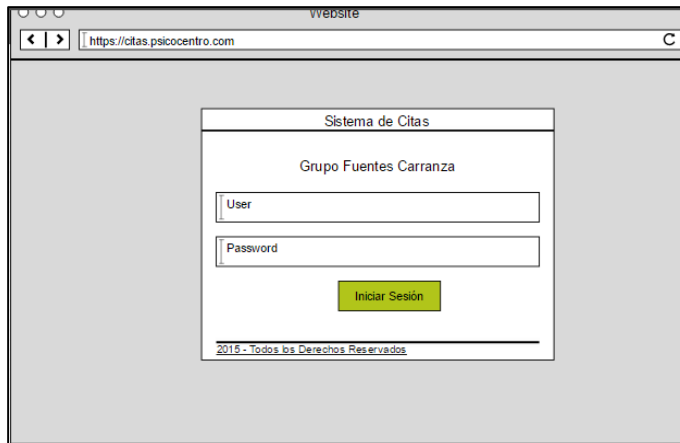 Website
https://citas.psicocentro.com
Sistema de Citas
Grupo Fuentes Carranza
User
Password
Iniciar Sesión
2015 - Todos los Derechos Reservados